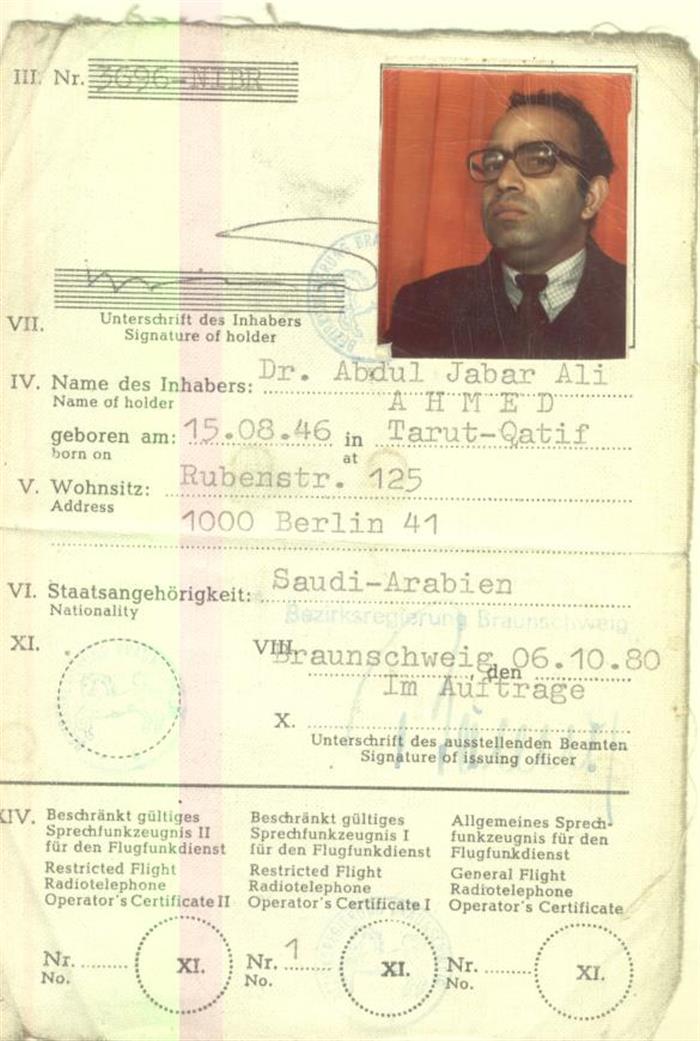 III. Nr. 3696-NIBR
VII.
Unterschrift des Inhabers
Signature of holder
IV. Name des Inhabers: Dr. Abdul Jabar Ali
Name of holder
A H M E D
geboren am: 15.08.46 in Tarut-Qatif
born on
at
V. Wohnsitz: Rubenstr. 125
Address
1000 Berlin 41
VI. Staatsangehörigkeit: Saudi-Arabien
Nationality
Bezirksregierung Braunschweig
XI.
VIII. Braunschweig, den 06.10.80
Im Auftrage
X.
Unterschrift des ausstellenden Beamten
Signature of issuing officer
XIV. Beschränkt gültiges
Sprechfunkzeugnis II
für den Flugfunkdienst
Restricted Flight
Radiotelephone
Operator's Certificate II
Nr.
No.
XI.
Beschränkt gültiges
Sprechfunkzeugnis I
für den Flugfunkdienst
Restricted Flight
Radiotelephone
Operator's Certificate I
Nr. 1
No.
XI.
Allgemeines Sprech-
funkzeugnis für den
Flugfunkdienst
General Flight
Radiotelephone
Operator's Certificate
Nr.
No.
XI.